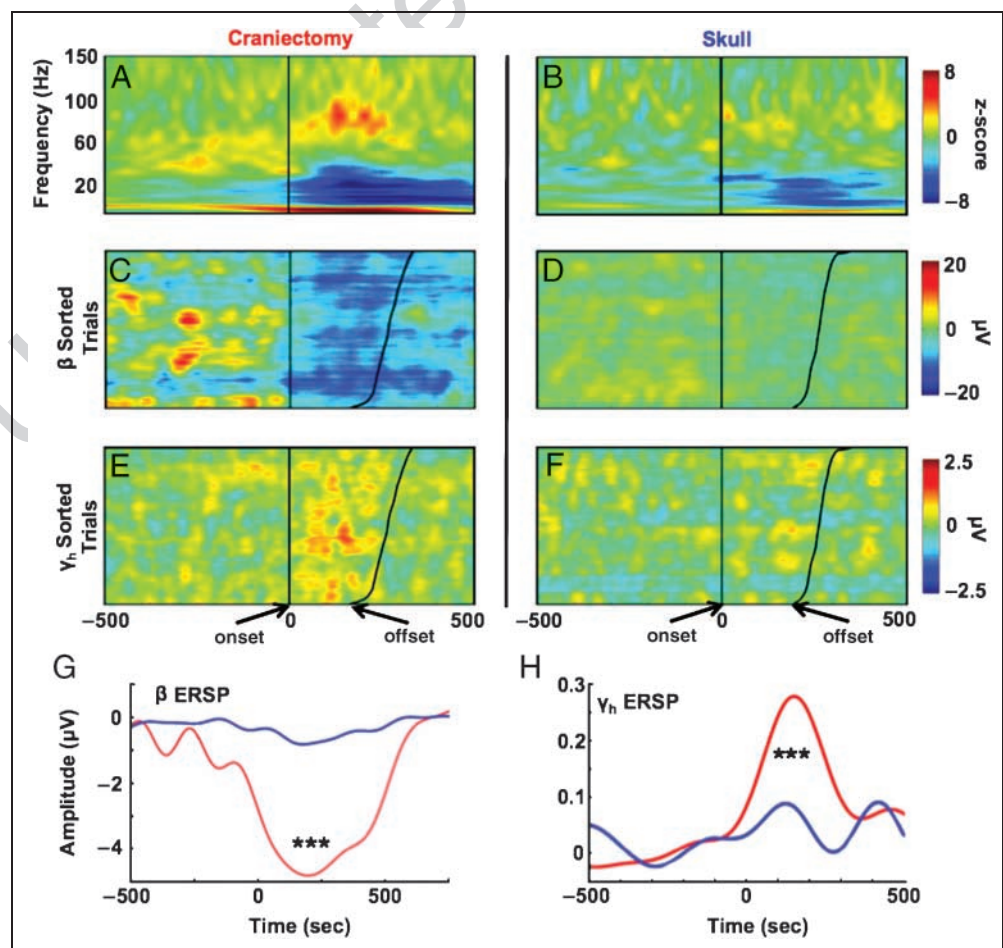 Craniectomy
Skull
Frequency (Hz)
150
100
60
20
A
B
8
0
−8
z-score
β Sorted
Trials
C
D
20
0
−20
μV
γh Sorted
Trials
E
F
2.5
0
−2.5
μV
−500
0
500
onset
offset
−500
0
500
onset
offset
G
β ERSP
Amplitude (μV)
0
−2
−4
***
−500
0
500
Time (sec)
H
γh ERSP
0.3
0.2
0.1
0
***
−500
0
500
Time (sec)